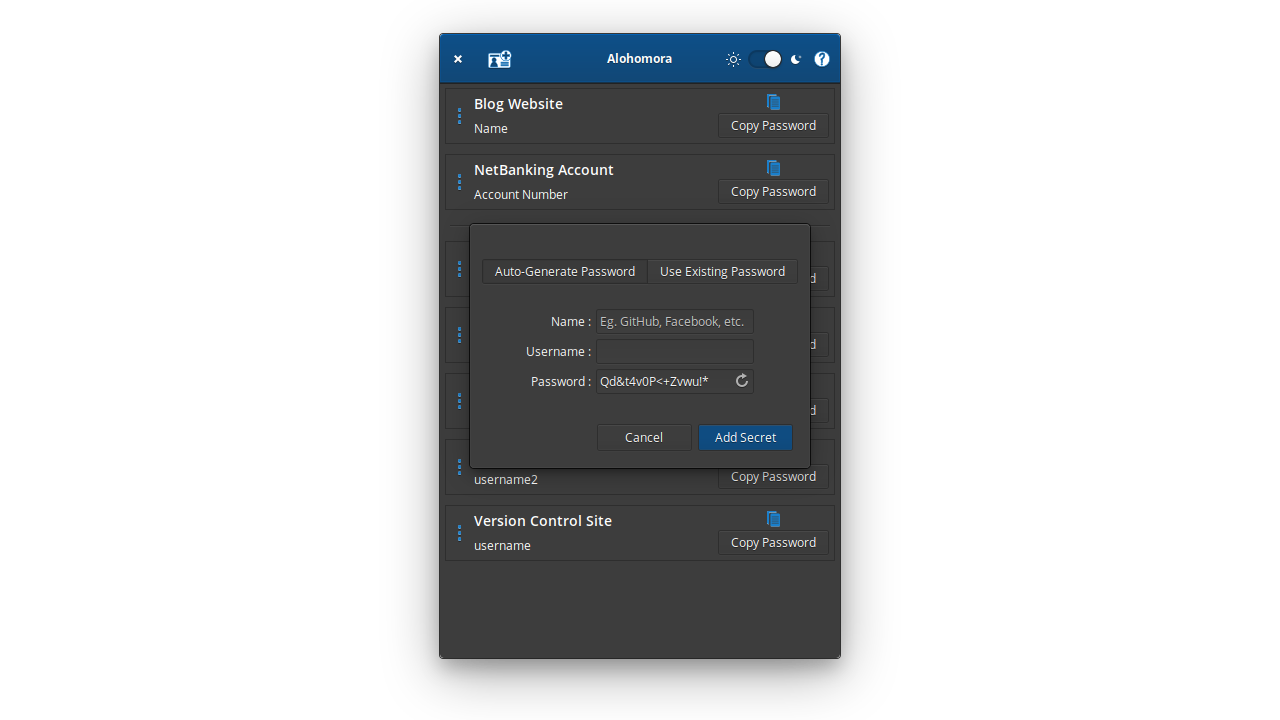 Alohomora
Blog Website
Name
Copy Password
NetBanking Account
Account Number
Copy Password
Auto-Generate Password
Use Existing Password
Name :
Eg. GitHub, Facebook, etc.
Username :
Password :
Qd&t4v0P<+Zvwu!*
Cancel
Add Secret
username2
Copy Password
Version Control Site
username
Copy Password